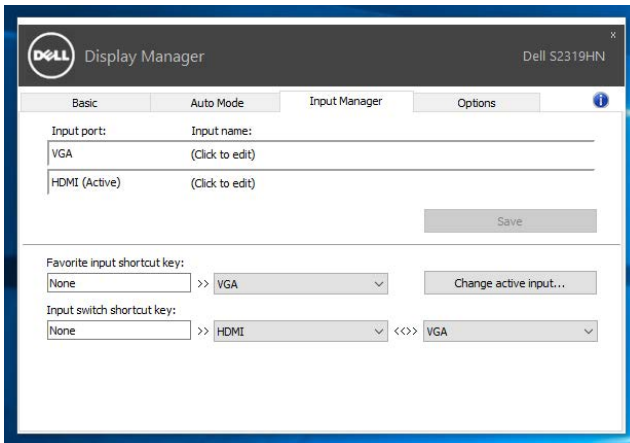 x
DELL Display Manager Dell S2319HN
Basic Auto Mode Input Manager Options i
Input port: Input name:
VGA (Click to edit)
HDMI (Active) (Click to edit)
Save
Favorite input shortcut key:
None >> VGA Change active input...
Input switch shortcut key:
None >> HDMI <<>> VGA